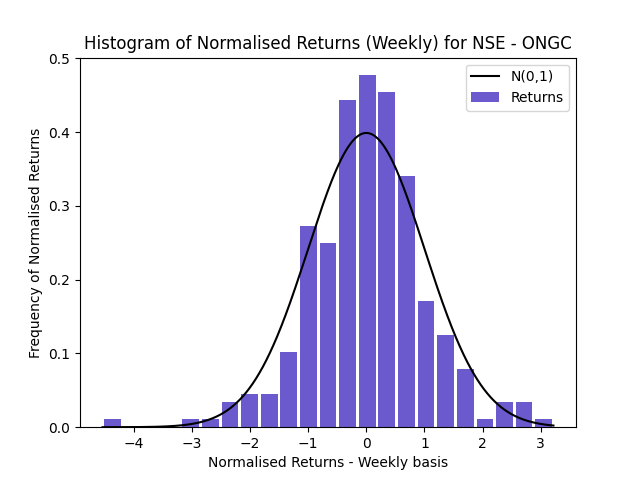 Histogram of Normalised Returns (Weekly) for NSE - ONGC
N(0,1)
Returns
Frequency of Normalised Returns
0.5
0.4
0.3
0.2
0.1
0.0
−4 −3 −2 −1 0 1 2 3
Normalised Returns - Weekly basis